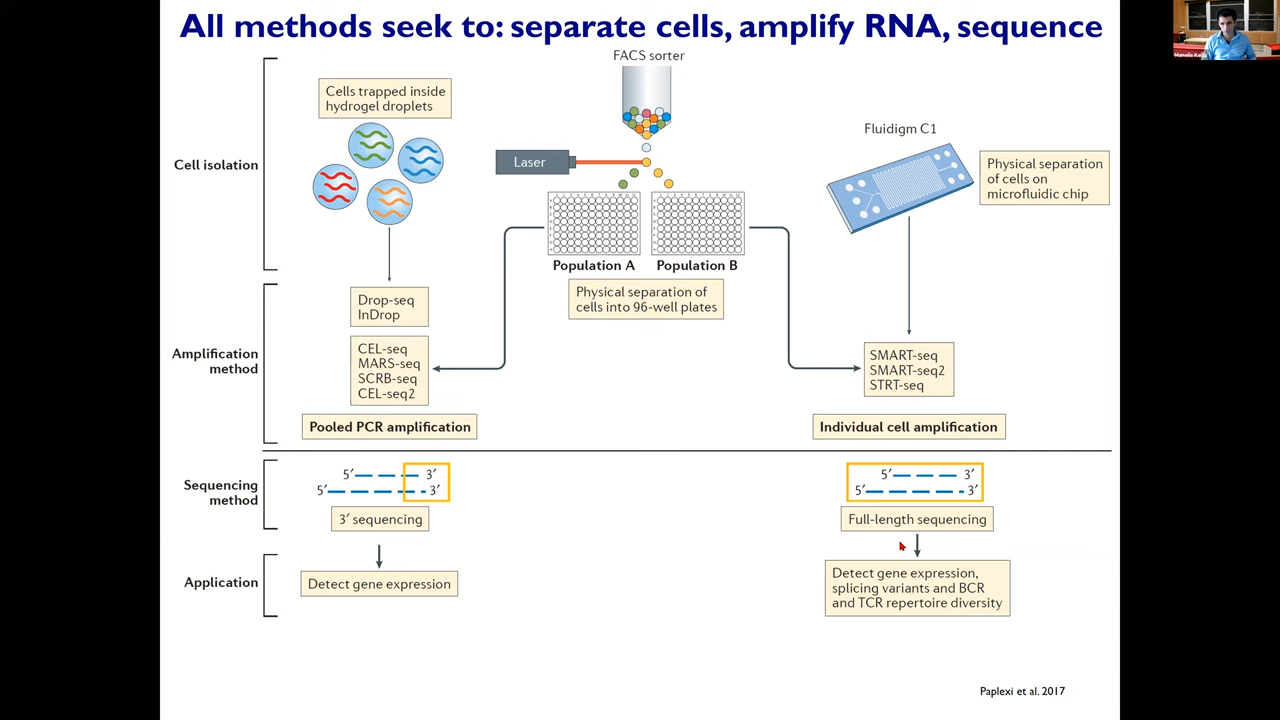 All methods seek to: separate cells, amplify RNA, sequence
FACS sorter
Cells trapped inside
hydrogel droplets
Laser
Fluidigm C1
Physical separation
of cells on
microfluidic chip
Cell isolation
Population A
Population B
Physical separation of
cells into 96-well plates
Amplification
method
Drop-seq
InDrop
CEL-seq
MARS-seq
SCRB-seq
CEL-seq2
SMART-seq
SMART-seq2
STRT-seq
Pooled PCR amplification
Individual cell amplification
Sequencing
method
5′ 3′
5′ 3′
3′ sequencing
5′ 3′
5′ 3′
Full-length sequencing
Application
Detect gene expression
Detect gene expression,
splicing variants and BCR
and TCR repertoire diversity
Paplexi et al. 2017
Manolis